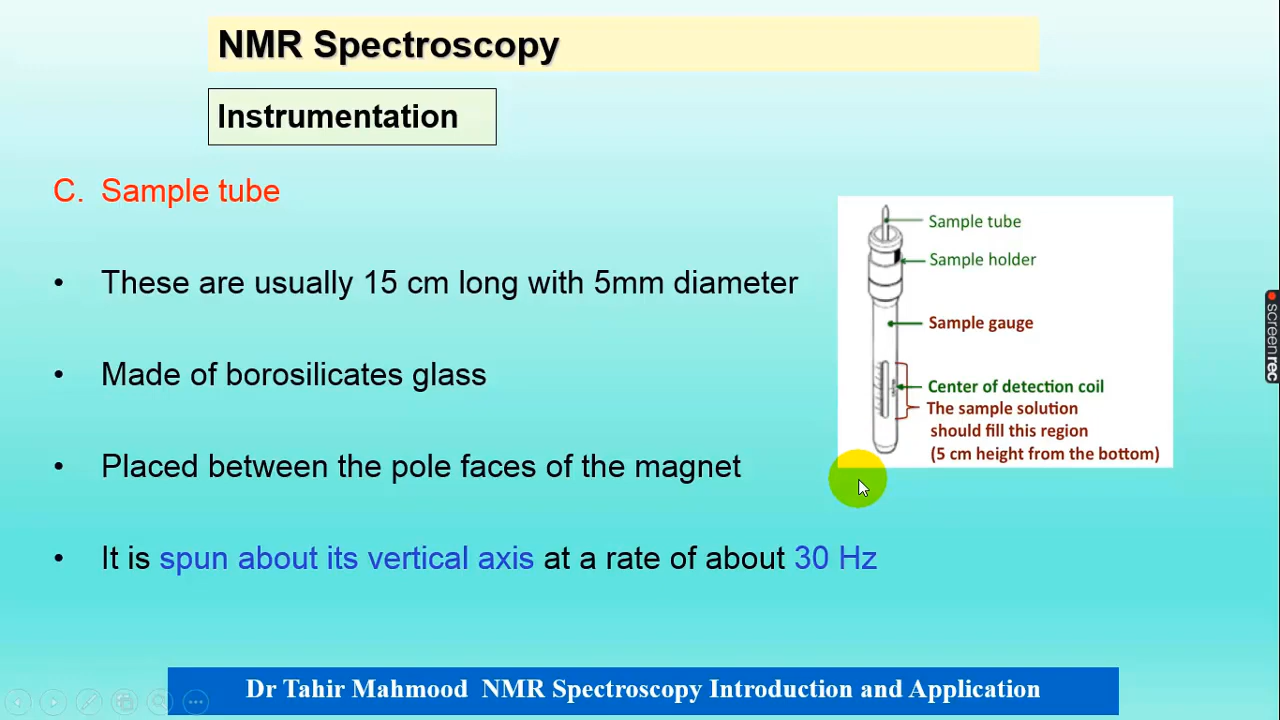 NMR Spectroscopy
Instrumentation
C. Sample tube
• These are usually 15 cm long with 5mm diameter
• Made of borosilicates glass
• Placed between the pole faces of the magnet
• It is spun about its vertical axis at a rate of about 30 Hz
Sample tube
Sample holder
Sample gauge
Center of detection coil
The sample solution
should fill this region
(5 cm height from the bottom)
screenrec
Dr Tahir Mahmood NMR Spectroscopy Introduction and Application